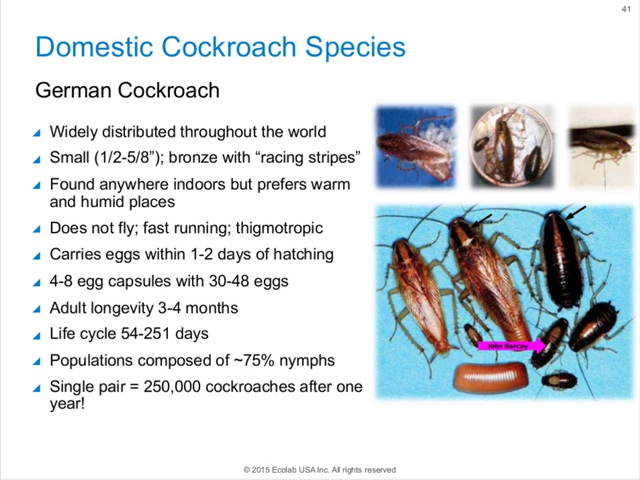 41
Domestic Cockroach Species
German Cockroach
Widely distributed throughout the world
Small (1/2-5/8”); bronze with “racing stripes”
Found anywhere indoors but prefers warm
and humid places
Does not fly; fast running; thigmotropic
Carries eggs within 1-2 days of hatching
4-8 egg capsules with 30-48 eggs
Adult longevity 3-4 months
Life cycle 54-251 days
Populations composed of ~75% nymphs
Single pair = 250,000 cockroaches after one
year!
John Barcay
© 2015 Ecolab USA Inc. All rights reserved